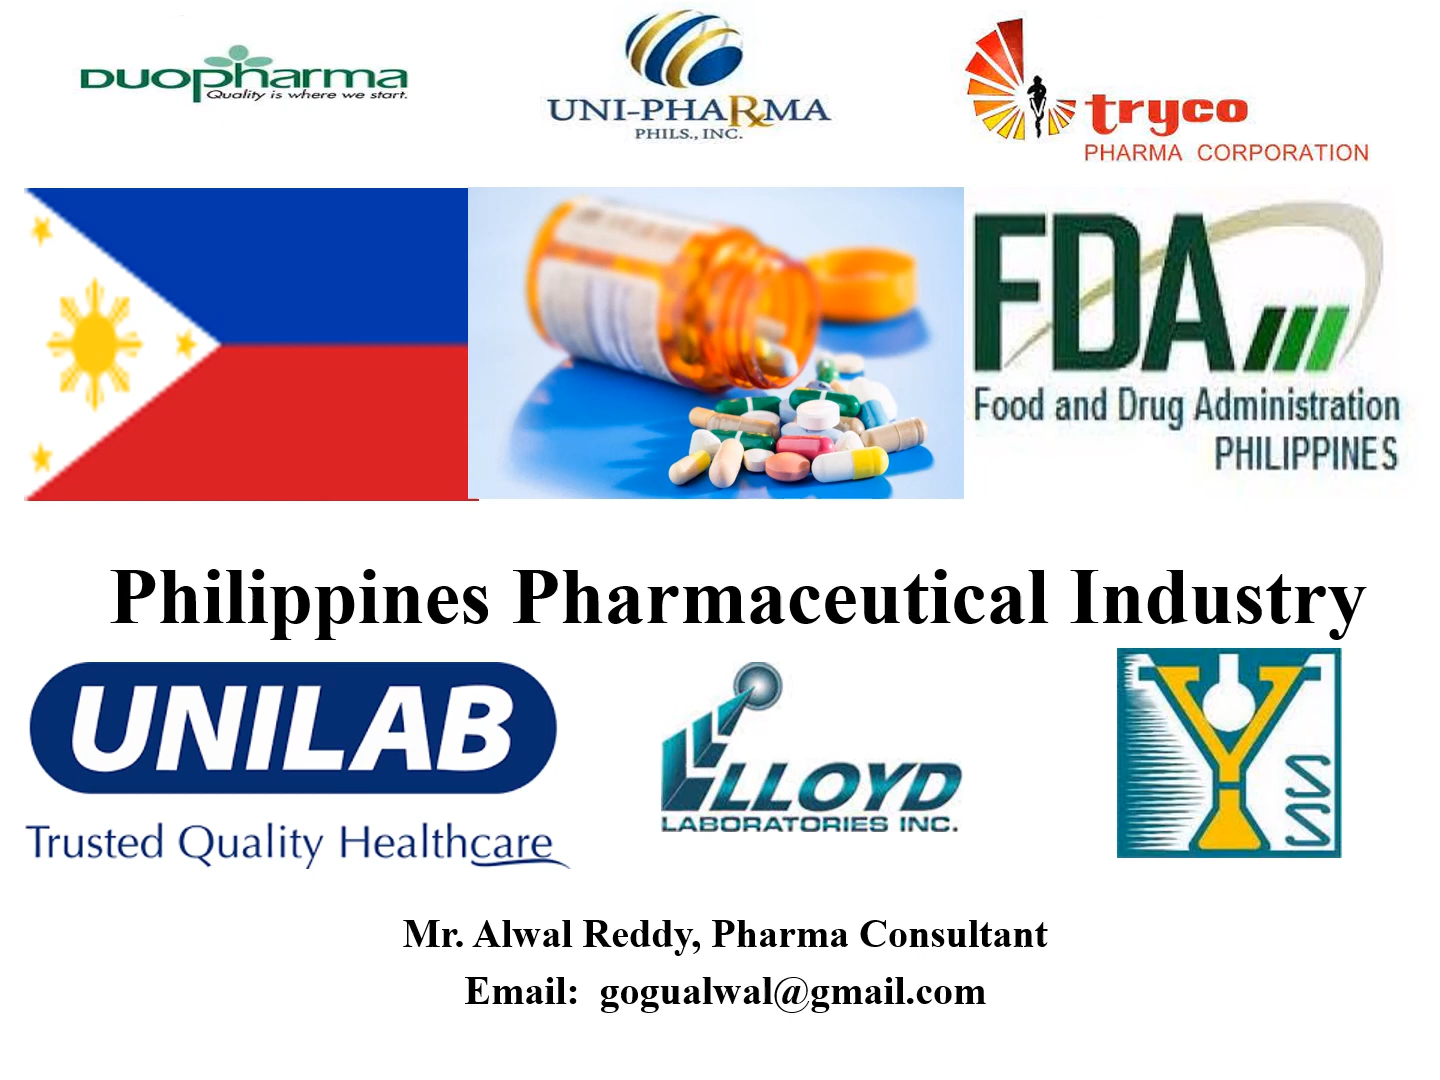 DUOpharma
Quality is where we start.
UNI-PHARMA
PHILS., INC.
tryco
PHARMA CORPORATION
FDA
Food and Drug Administration
PHILIPPINES
Philippines Pharmaceutical Industry
UNILAB
Trusted Quality Healthcare
LLOYD
LABORATORIES INC.
Mr. Alwal Reddy, Pharma Consultant
Email: gogualwal@gmail.com